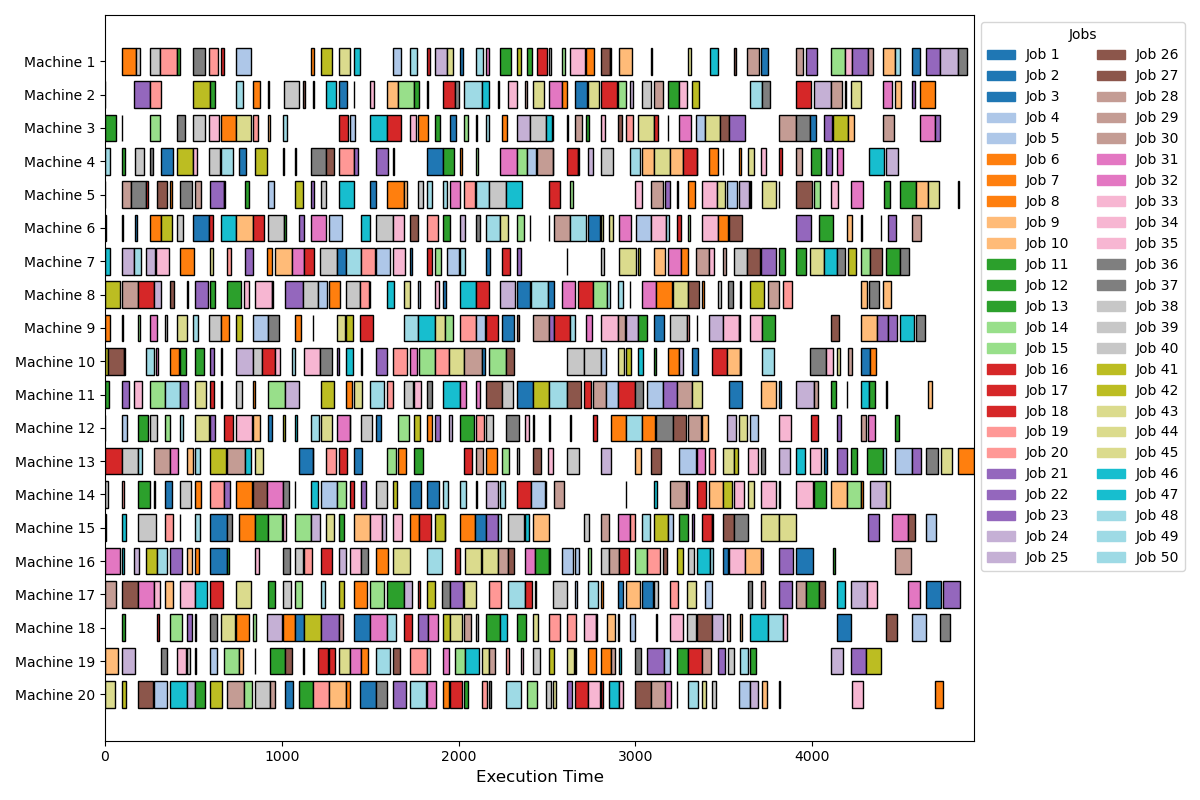 Machine 1
Machine 2
Machine 3
Machine 4
Machine 5
Machine 6
Machine 7
Machine 8
Machine 9
Machine 10
Machine 11
Machine 12
Machine 13
Machine 14
Machine 15
Machine 16
Machine 17
Machine 18
Machine 19
Machine 20
0 1000 2000 3000 4000
Execution Time
Jobs
Job 1 Job 26
Job 2 Job 27
Job 3 Job 28
Job 4 Job 29
Job 5 Job 30
Job 6 Job 31
Job 7 Job 32
Job 8 Job 33
Job 9 Job 34
Job 10 Job 35
Job 11 Job 36
Job 12 Job 37
Job 13 Job 38
Job 14 Job 39
Job 15 Job 40
Job 16 Job 41
Job 17 Job 42
Job 18 Job 43
Job 19 Job 44
Job 20 Job 45
Job 21 Job 46
Job 22 Job 47
Job 23 Job 48
Job 24 Job 49
Job 25 Job 50